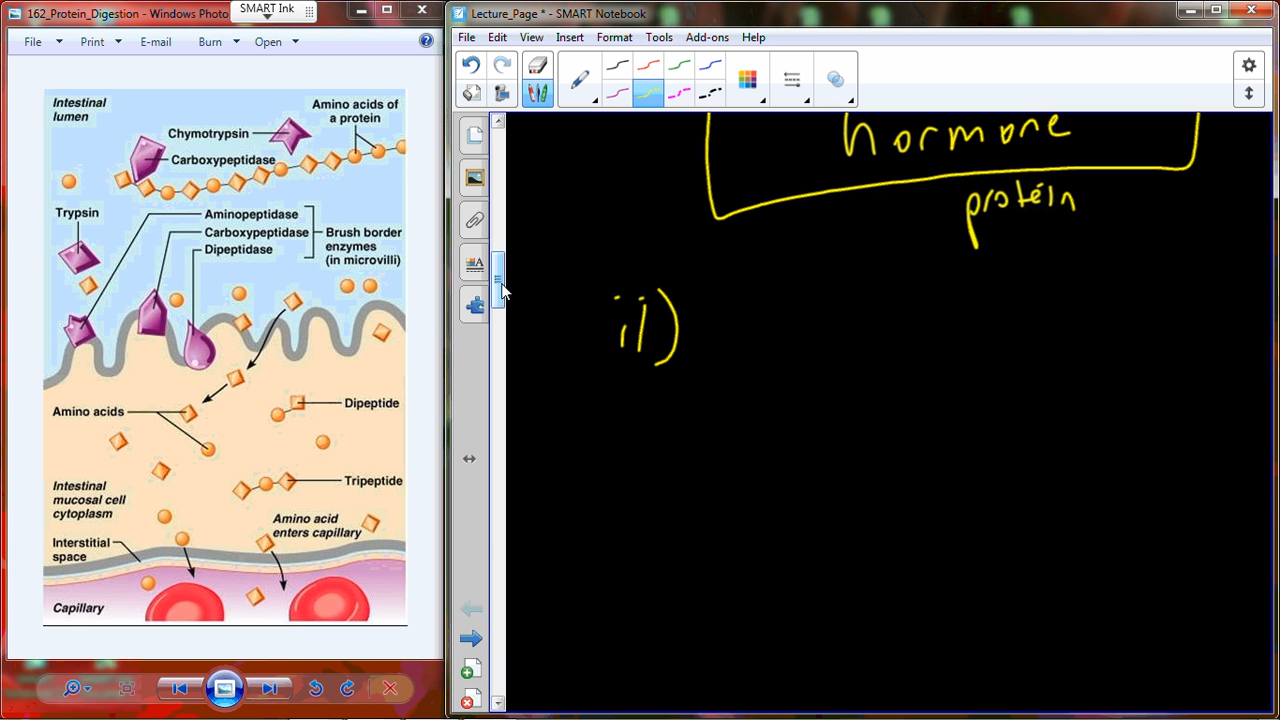 162_Protein_Digestion - Windows Photo
SMART Ink
File Print E-mail Burn Open
Intestinal
lumen
Amino acids of
a protein
Chymotrypsin
Carboxypeptidase
Trypsin
Aminopeptidase
Carboxypeptidase
Dipeptidase
Brush border
enzymes
(in microvilli)
Amino acids
Dipeptide
Tripeptide
Intestinal
mucosal cell
cytoplasm
Amino acid
enters capillary
Interstitial
space
Capillary
Lecture_Page * - SMART Notebook
File Edit View Insert Format Tools Add-ons Help
hormone
protein
ii)